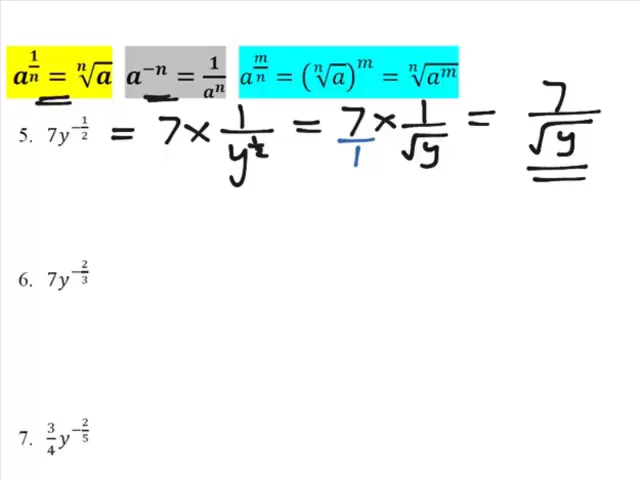 a^{1/n} = ⁿ√a   a^{-n} = 1/a^n   a^{m/n} = (ⁿ√a)^m = ⁿ√a^m
5. 7y^{-1/2} = 7 × 1/y^{1/2} = 7/1 × 1/√y = 7/√y
6. 7y^{-2/3}
7. 3/4 y^{-2/5}